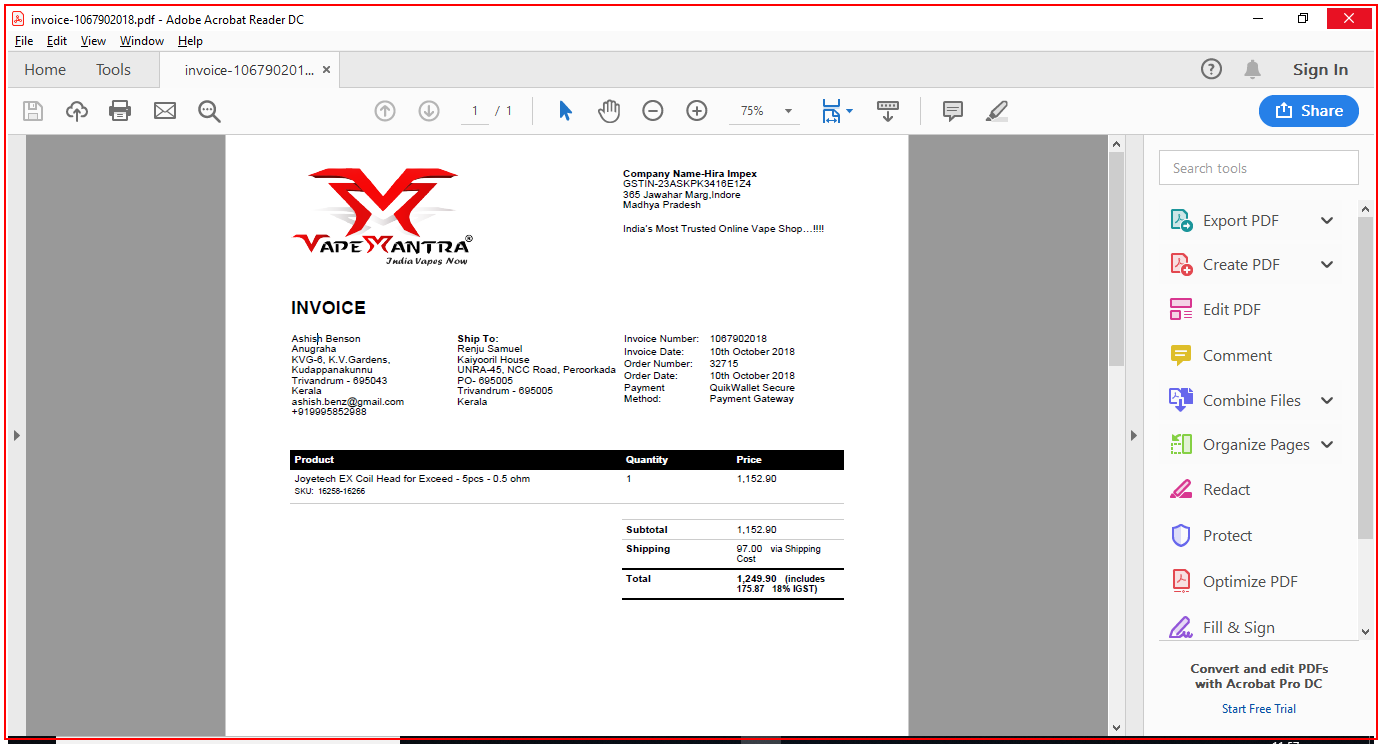 invoice-1067902018.pdf - Adobe Acrobat Reader DC
File Edit View Window Help
Home Tools invoice-106790201... × Sign In
1 / 1 75% Share
VAPE MANTRA®
India Vapes Now
Company Name-Hira Impex
GSTIN-23ASKPK3416E1Z4
365 Jawahar Marg,Indore
Madhya Pradesh
India's Most Trusted Online Vape Shop...!!!!
INVOICE
Ashish Benson
Anugraha
KVG-6, K.V.Gardens,
Kudappanakunnu
Trivandrum - 695043
Kerala
ashish.benz@gmail.com
+919995852988
Ship To:
Renju Samuel
Kaiyooril House
UNRA-45, NCC Road, Peroorkada
PO- 695005
Trivandrum - 695005
Kerala
Invoice Number: 1067902018
Invoice Date: 10th October 2018
Order Number: 32715
Order Date: 10th October 2018
Payment QuikWallet Secure
Method: Payment Gateway
Product Quantity Price
Joyetech EX Coil Head for Exceed - 5pcs - 0.5 ohm 1 1,152.90
SKU: 16258-16266
Subtotal 1,152.90
Shipping 97.00 via Shipping
Cost
Total 1,249.90 (includes
175.87 18% IGST)
Search tools
Export PDF
Create PDF
Edit PDF
Comment
Combine Files
Organize Pages
Redact
Protect
Optimize PDF
Fill & Sign
Convert and edit PDFs
with Acrobat Pro DC
Start Free Trial